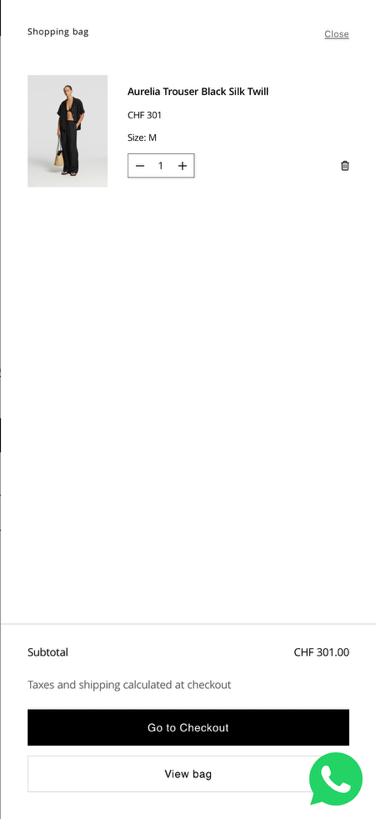 Shopping bag
Close
Aurelia Trouser Black Silk Twill
CHF 301
Size: M
1
Subtotal
CHF 301.00
Taxes and shipping calculated at checkout
Go to Checkout
View bag